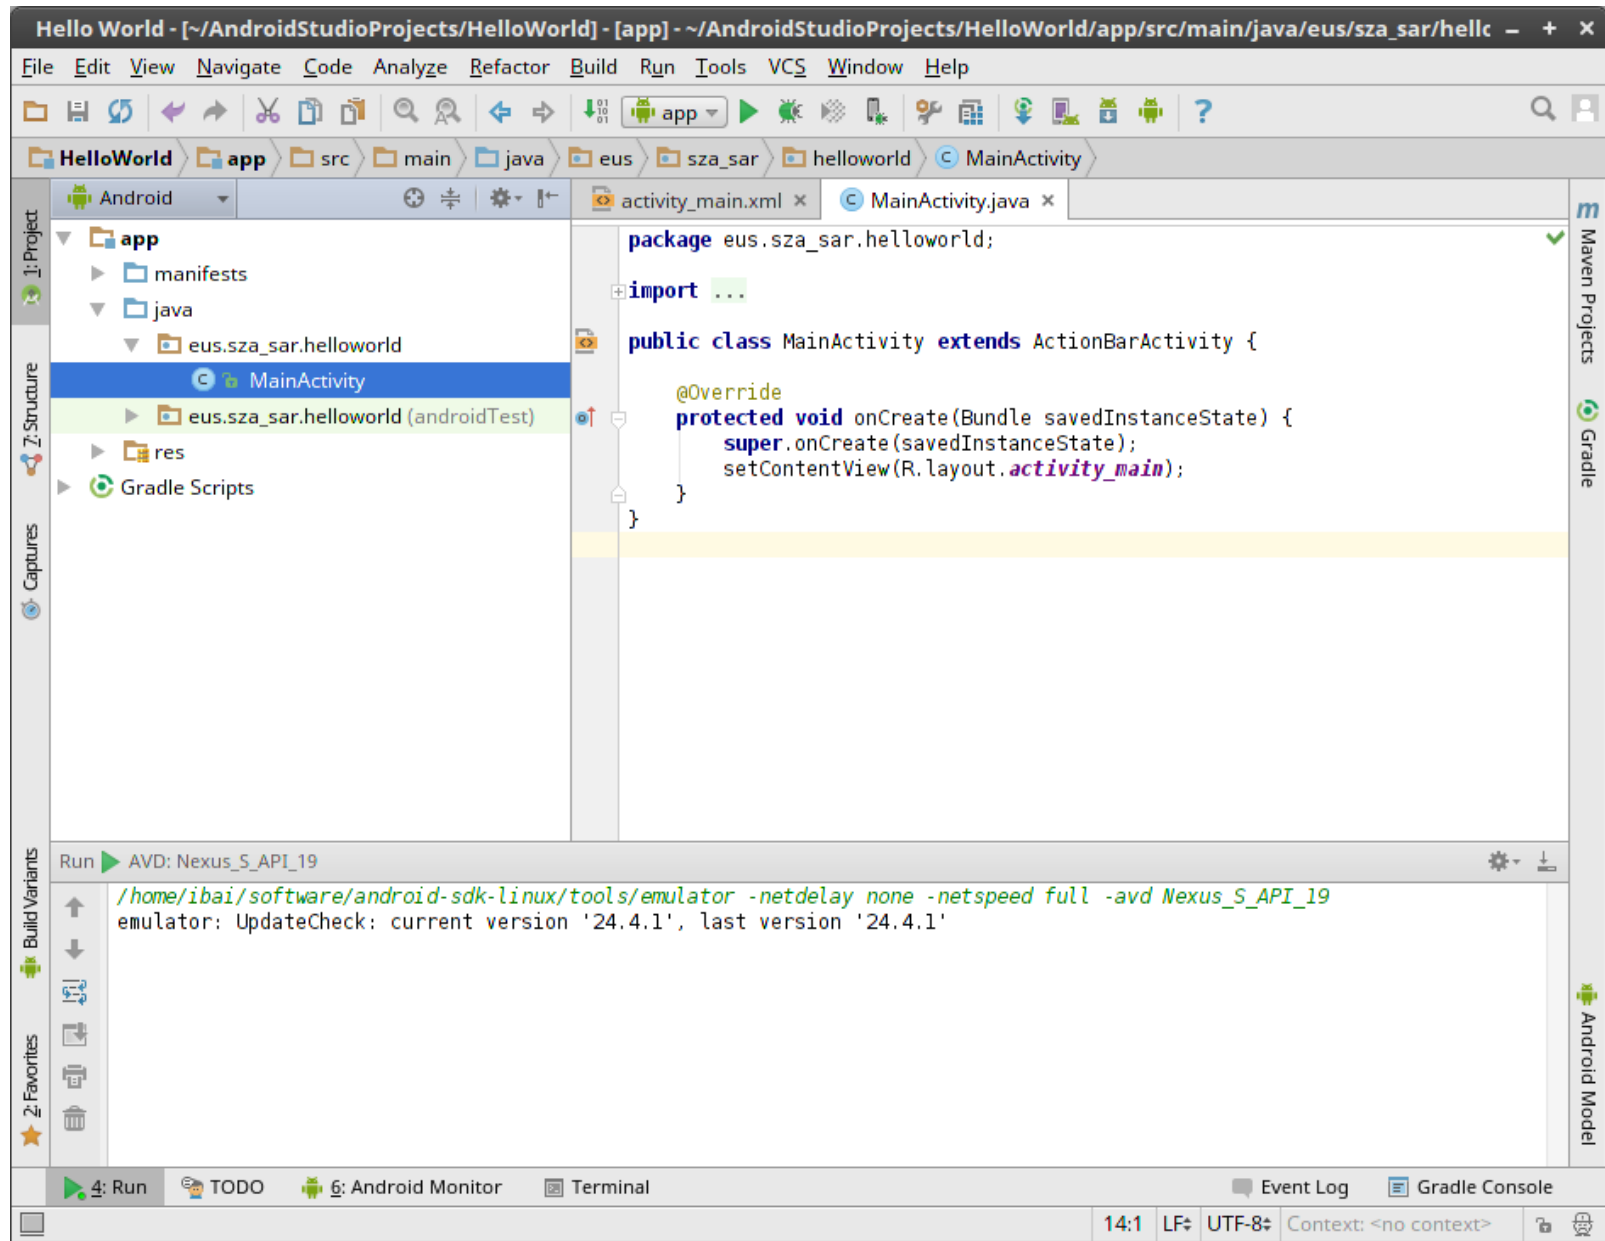 Hello World - [~/AndroidStudioProjects/HelloWorld] - [app] - ~/AndroidStudioProjects/HelloWorld/app/src/main/java/eus/sza_sar/hellc
File Edit View Navigate Code Analyze Refactor Build Run Tools VCS Window Help
app
HelloWorld app src main java eus sza_sar helloworld MainActivity
Android
activity_main.xml
MainActivity.java
1: Project
7: Structure
Captures
Build Variants
2: Favorites
app
manifests
java
eus.sza_sar.helloworld
MainActivity
eus.sza_sar.helloworld (androidTest)
res
Gradle Scripts
package eus.sza_sar.helloworld;
import ...
public class MainActivity extends ActionBarActivity {
@Override
protected void onCreate(Bundle savedInstanceState) {
super.onCreate(savedInstanceState);
setContentView(R.layout.activity_main);
}
}
Maven Projects
Gradle
Android Model
Run AVD: Nexus_S_API_19
/home/ibai/software/android-sdk-linux/tools/emulator -netdelay none -netspeed full -avd Nexus_S_API_19
emulator: UpdateCheck: current version '24.4.1', last version '24.4.1'
4: Run TODO 6: Android Monitor Terminal Event Log Gradle Console
14:1 LF UTF-8 Context: <no context>